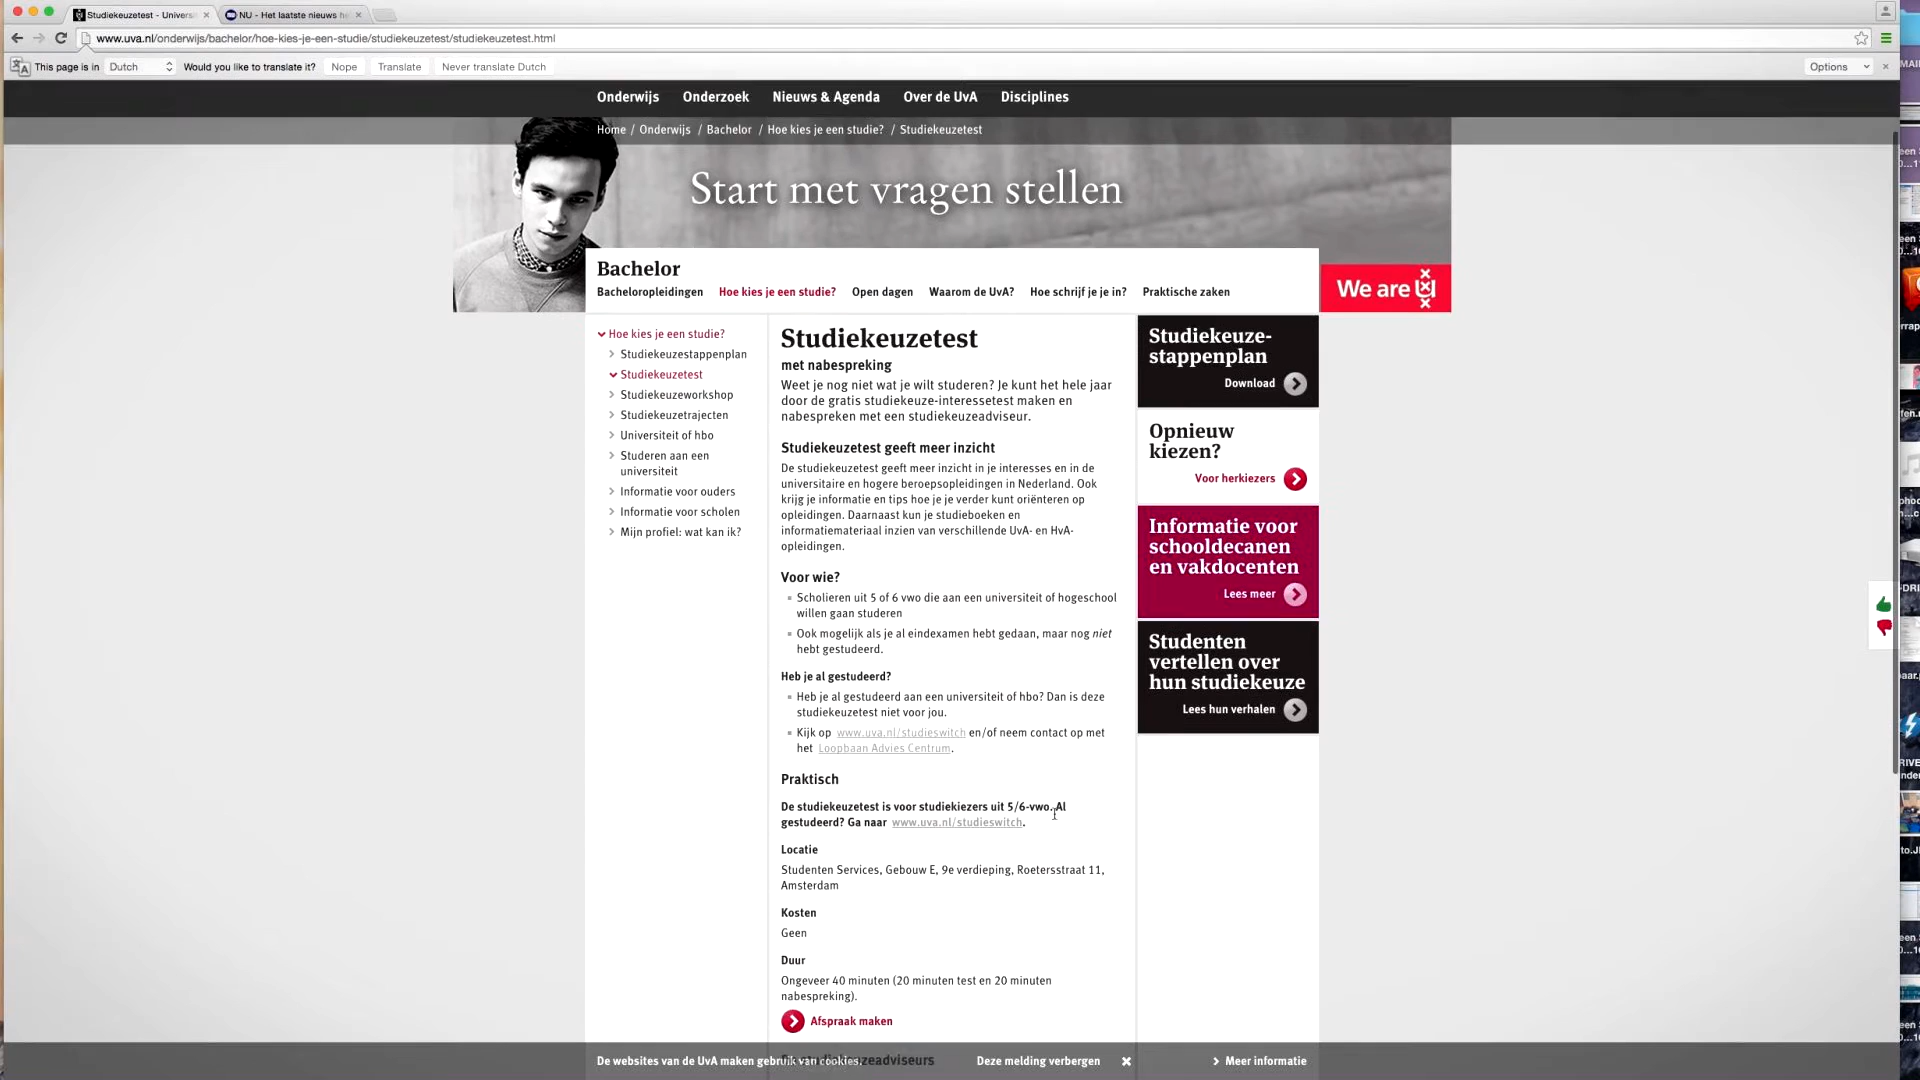 Studiekeuzetest - Universi
NU - Het laatste nieuws h
www.uva.nl/onderwijs/bachelor/hoe-kies-je-een-studie/studiekeuzetest/studiekeuzetest.html
This page is in Dutch Would you like to translate it? Nope Translate Never translate Dutch Options
Onderwijs Onderzoek Nieuws & Agenda Over de UvA Disciplines
Home / Onderwijs / Bachelor / Hoe kies je een studie? / Studiekeuzetest
Start met vragen stellen
Bachelor
Bacheloropleidingen Hoe kies je een studie? Open dagen Waarom de UvA? Hoe schrijf je je in? Praktische zaken
We are U
Hoe kies je een studie?
Studiekeuzestappenplan
Studiekeuzetest
Studiekeuzeworkshop
Studiekeuzetrajecten
Universiteit of hbo
Studeren aan een
universiteit
Informatie voor ouders
Informatie voor scholen
Mijn profiel: wat kan ik?
Studiekeuzetest
met nabespreking
Weet je nog niet wat je wilt studeren? Je kunt het hele jaar
door de gratis studiekeuze-interessetest maken en
nabespreken met een studiekeuzeadviseur.
Studiekeuzetest geeft meer inzicht
De studiekeuzetest geeft meer inzicht in je interesses en in de
universitaire en hogere beroepsopleidingen in Nederland. Ook
krijg je informatie en tips hoe je je verder kunt oriënteren op
opleidingen. Daarnaast kun je studieboeken en
informatiemateriaal inzien van verschillende UvA- en HvA-
opleidingen.
Voor wie?
Scholieren uit 5 of 6 vwo die aan een universiteit of hogeschool
willen gaan studeren
Ook mogelijk als je al eindexamen hebt gedaan, maar nog niet
hebt gestudeerd.
Heb je al gestudeerd?
Heb je al gestudeerd aan een universiteit of hbo? Dan is deze
studiekeuzetest niet voor jou.
Kijk op www.uva.nl/studieswitch en/of neem contact op met
het Loopbaan Advies Centrum.
Praktisch
De studiekeuzetest is voor studiekiezers uit 5/6-vwo. Al
gestudeerd? Ga naar www.uva.nl/studieswitch.
Locatie
Studenten Services, Gebouw E, 9e verdieping, Roetersstraat 11,
Amsterdam
Kosten
Geen
Duur
Ongeveer 40 minuten (20 minuten test en 20 minuten
nabespreking).
Afspraak maken
Studiekeuze-
stappenplan
Download
Opnieuw
kiezen?
Voor herkiezers
Informatie voor
schooldecanen
en vakdocenten
Lees meer
Studenten
vertellen over
hun studiekeuze
Lees hun verhalen
De websites van de UvA maken gebruik van cookies. Deze melding verbergen Meer informatie